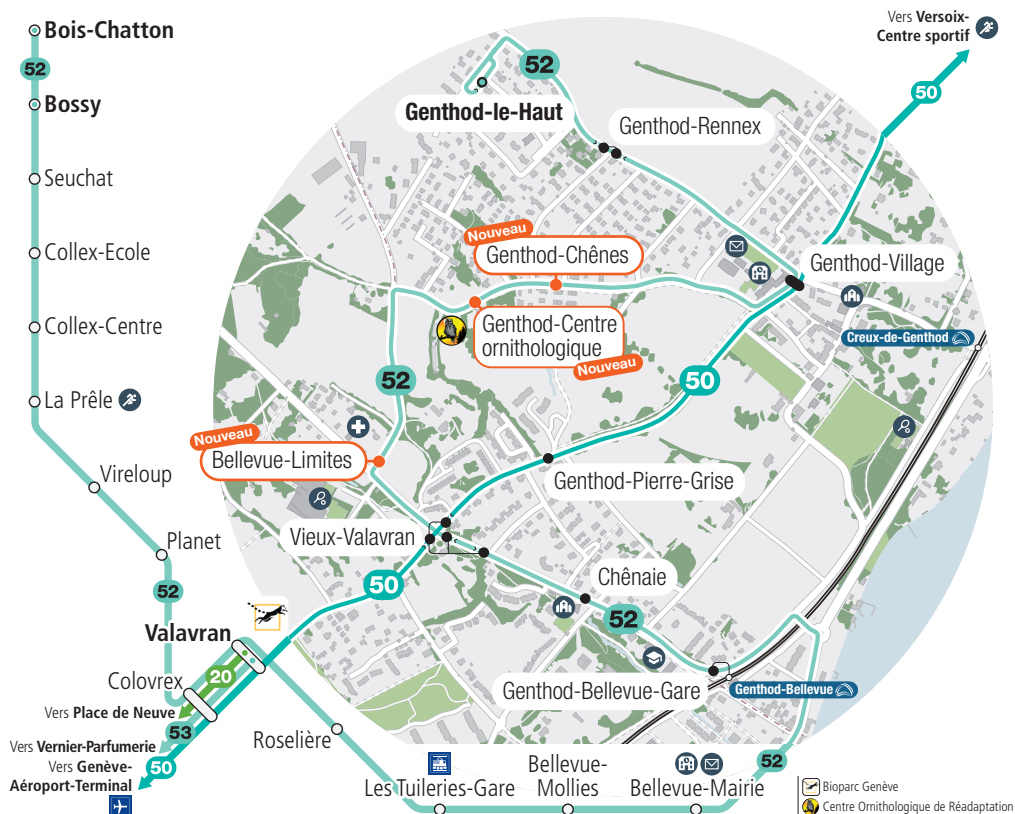 Bois-Chatton
52
Bossy
Seuchat
Collex-Ecole
Collex-Centre
La Prêle
Vireloup
Planet
52
Valavran
Colovrex
20
Vers Place de Neuve
53
Vers Vernier-Parfumerie
Vers Genève-
Aéroport-Terminal
50
Roselière
Les Tuileries-Gare
Bellevue-
Mollies
Bellevue-Mairie
52
Vers Versoix-
Centre sportif
50
52
Genthod-le-Haut
Genthod-Rennex
Nouveau
Genthod-Chênes
Genthod-Village
Genthod-Centre
ornithologique
Nouveau
Creux-de-Genthod
52
50
Nouveau
Bellevue-Limites
Genthod-Pierre-Grise
Vieux-Valavran
50
Chênaie
52
Genthod-Bellevue-Gare
Genthod-Bellevue
Bioparc Genève
Centre Ornithologique de Réadaptation